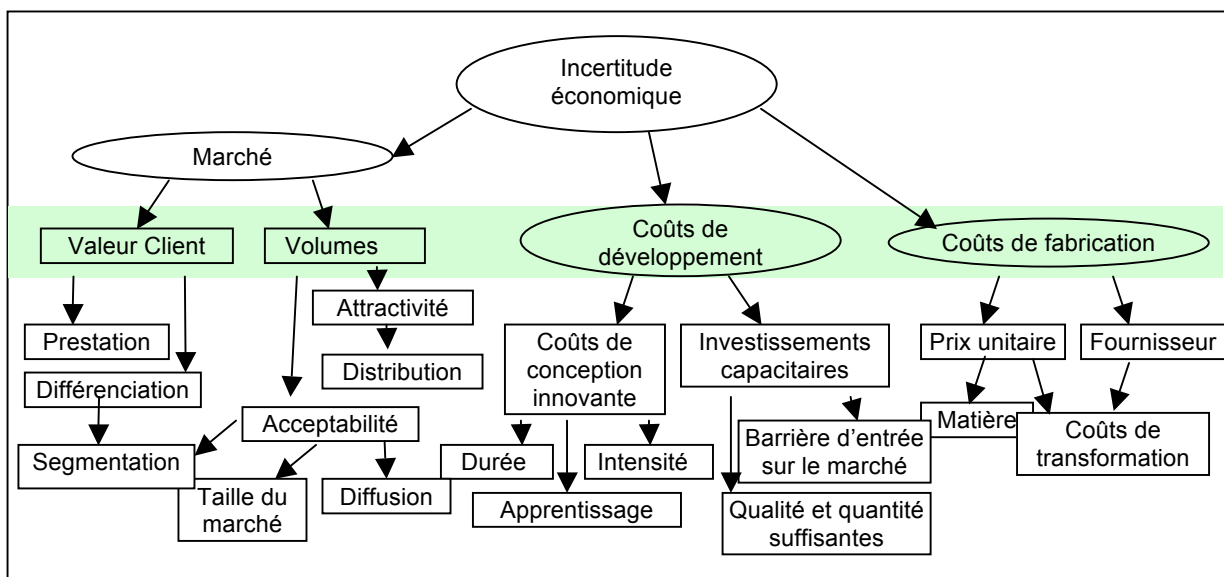 Incertitude
économique
Marché
Valeur Client
Volumes
Coûts de
développement
Coûts de fabrication
Attractivité
Prestation
Distribution
Différenciation
Acceptabilité
Segmentation
Taille du
marché
Diffusion
Coûts de
conception
innovante
Investissements
capacitaires
Durée
Intensité
Apprentissage
Barrière d’entrée
sur le marché
Qualité et quantité
suffisantes
Prix unitaire
Fournisseur
Matière
Coûts de
transformation